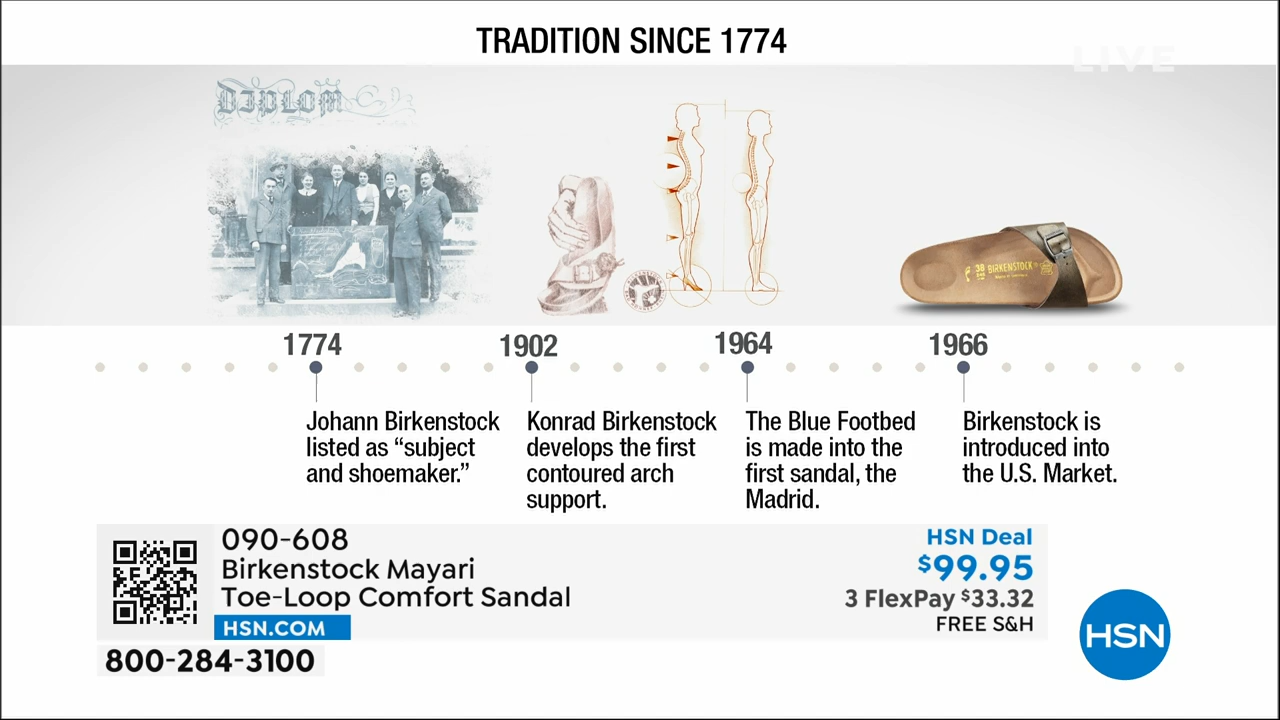 TRADITION SINCE 1774
LIVE
Diplom
38
BIRKENSTOCK
1774
1902
1964
1966
Johann Birkenstock
listed as “subject
and shoemaker.”
Konrad Birkenstock
develops the first
contoured arch
support.
The Blue Footbed
is made into the
first sandal, the
Madrid.
Birkenstock is
introduced into
the U.S. Market.
090-608
Birkenstock Mayari
Toe-Loop Comfort Sandal
HSN.COM
800-284-3100
HSN Deal
$99.95
3 FlexPay $33.32
FREE S&H
HSN